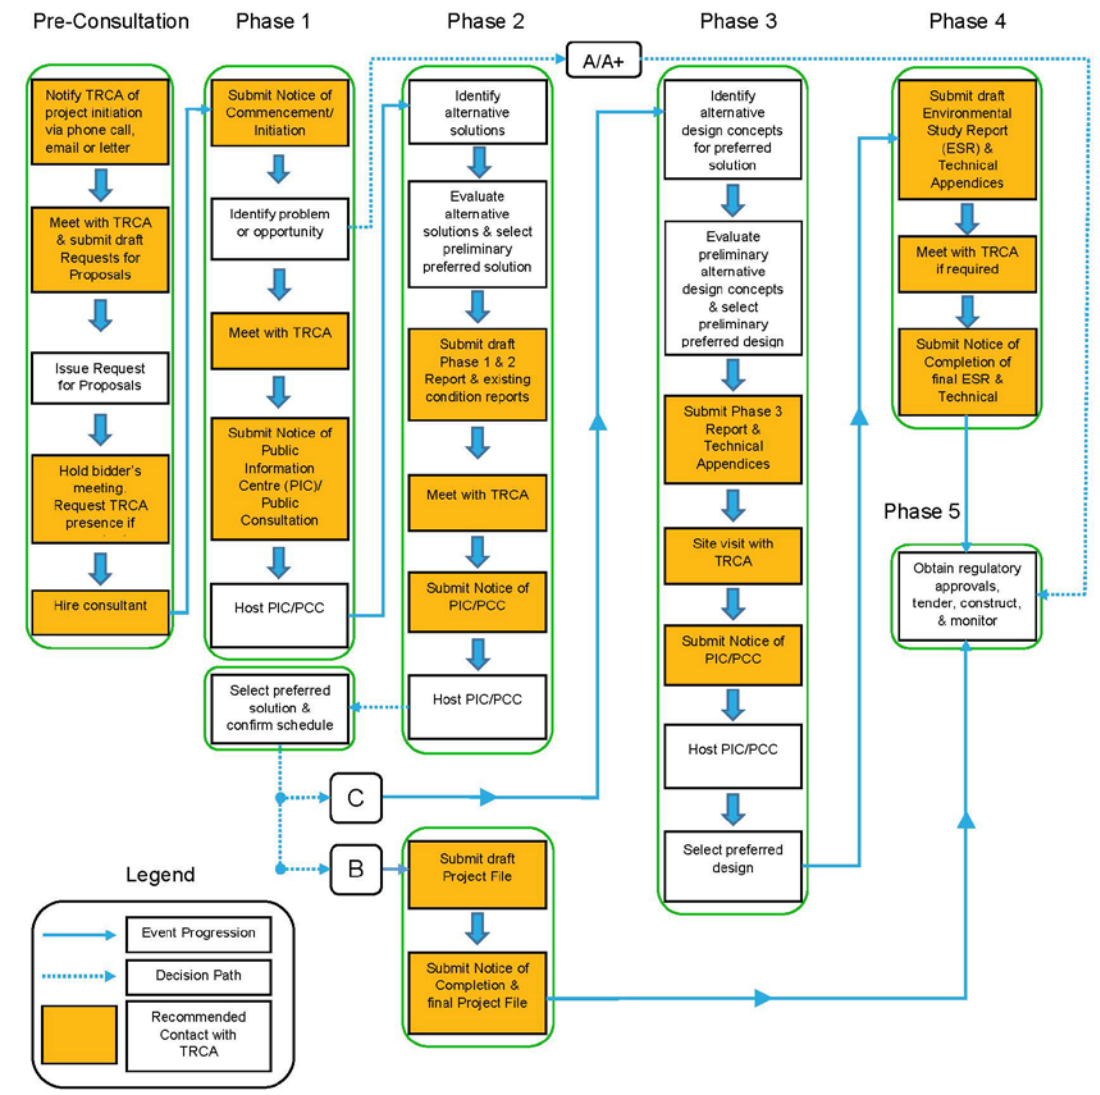 Pre-Consultation
Notify TRCA of
project initiation
via phone call,
email or letter
Meet with TRCA
& submit draft
Requests for
Proposals
Issue Request
for Proposals
Hold bidder's
meeting.
Request TRCA
presence if
Hire consultant
Phase 1
Submit Notice of
Commencement/
Initiation
Identify problem
or opportunity
Meet with TRCA
Submit Notice of
Public
Information
Centre (PIC)/
Public
Consultation
Host PIC/PCC
Select preferred
solution &
confirm schedule
Phase 2
Identify
alternative
solutions
Evaluate
alternative
solutions & select
preliminary
preferred solution
Submit draft
Phase 1 & 2
Report & existing
condition reports
Meet with TRCA
Submit Notice of
PIC/PCC
Host PIC/PCC
A/A+
C
B
Submit draft
Project File
Submit Notice of
Completion &
final Project File
Phase 3
Identify
alternative
design concepts
for preferred
solution
Evaluate
preliminary
alternative
design concepts
& select
preliminary
preferred design
Submit Phase 3
Report &
Technical
Appendices
Site visit with
TRCA
Submit Notice of
PIC/PCC
Host PIC/PCC
Select preferred
design
Phase 4
Submit draft
Environmental
Study Report
(ESR) &
Technical
Appendices
Meet with TRCA
if required
Submit Notice of
Completion of
final ESR &
Technical
Phase 5
Obtain regulatory
approvals,
tender, construct,
& monitor
Legend
Event Progression
Decision Path
Recommended
Contact with
TRCA